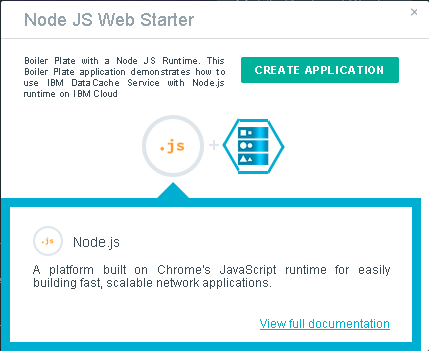 Node JS Web Starter
×
Boiler Plate with a Node JS Runtime. This
Boiler Plate application demonstrates how to
use IBM DataCache Service with Node.js
runtime on IBM Cloud
CREATE APPLICATION
.js
+
.js
Node.js
A platform built on Chrome's JavaScript runtime for easily
building fast, scalable network applications.
View full documentation